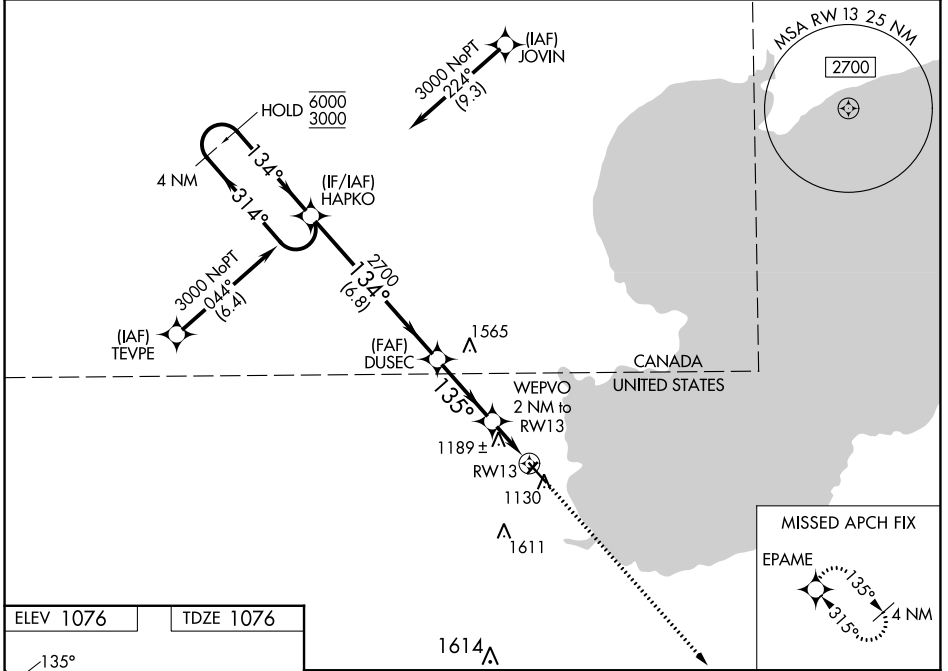 MSA RW 13 25 NM
2700
(IAF)
JOVIN
3000 NoPT
224°
(9.3)
HOLD 6000
3000
4 NM
134°
314°
(IF/IAF)
HAPKO
3000 NoPT
044°
(6.4)
(IAF)
TEVPE
2700
134°
(6.8)
(FAF)
DUSEC
1565
CANADA
UNITED STATES
135°
WEPVO
2 NM to
RW13
1189 ±
RW13
1130
1611
MISSED APCH FIX
EPAME
135°
315°
4 NM
ELEV 1076
TDZE 1076
135°
1614